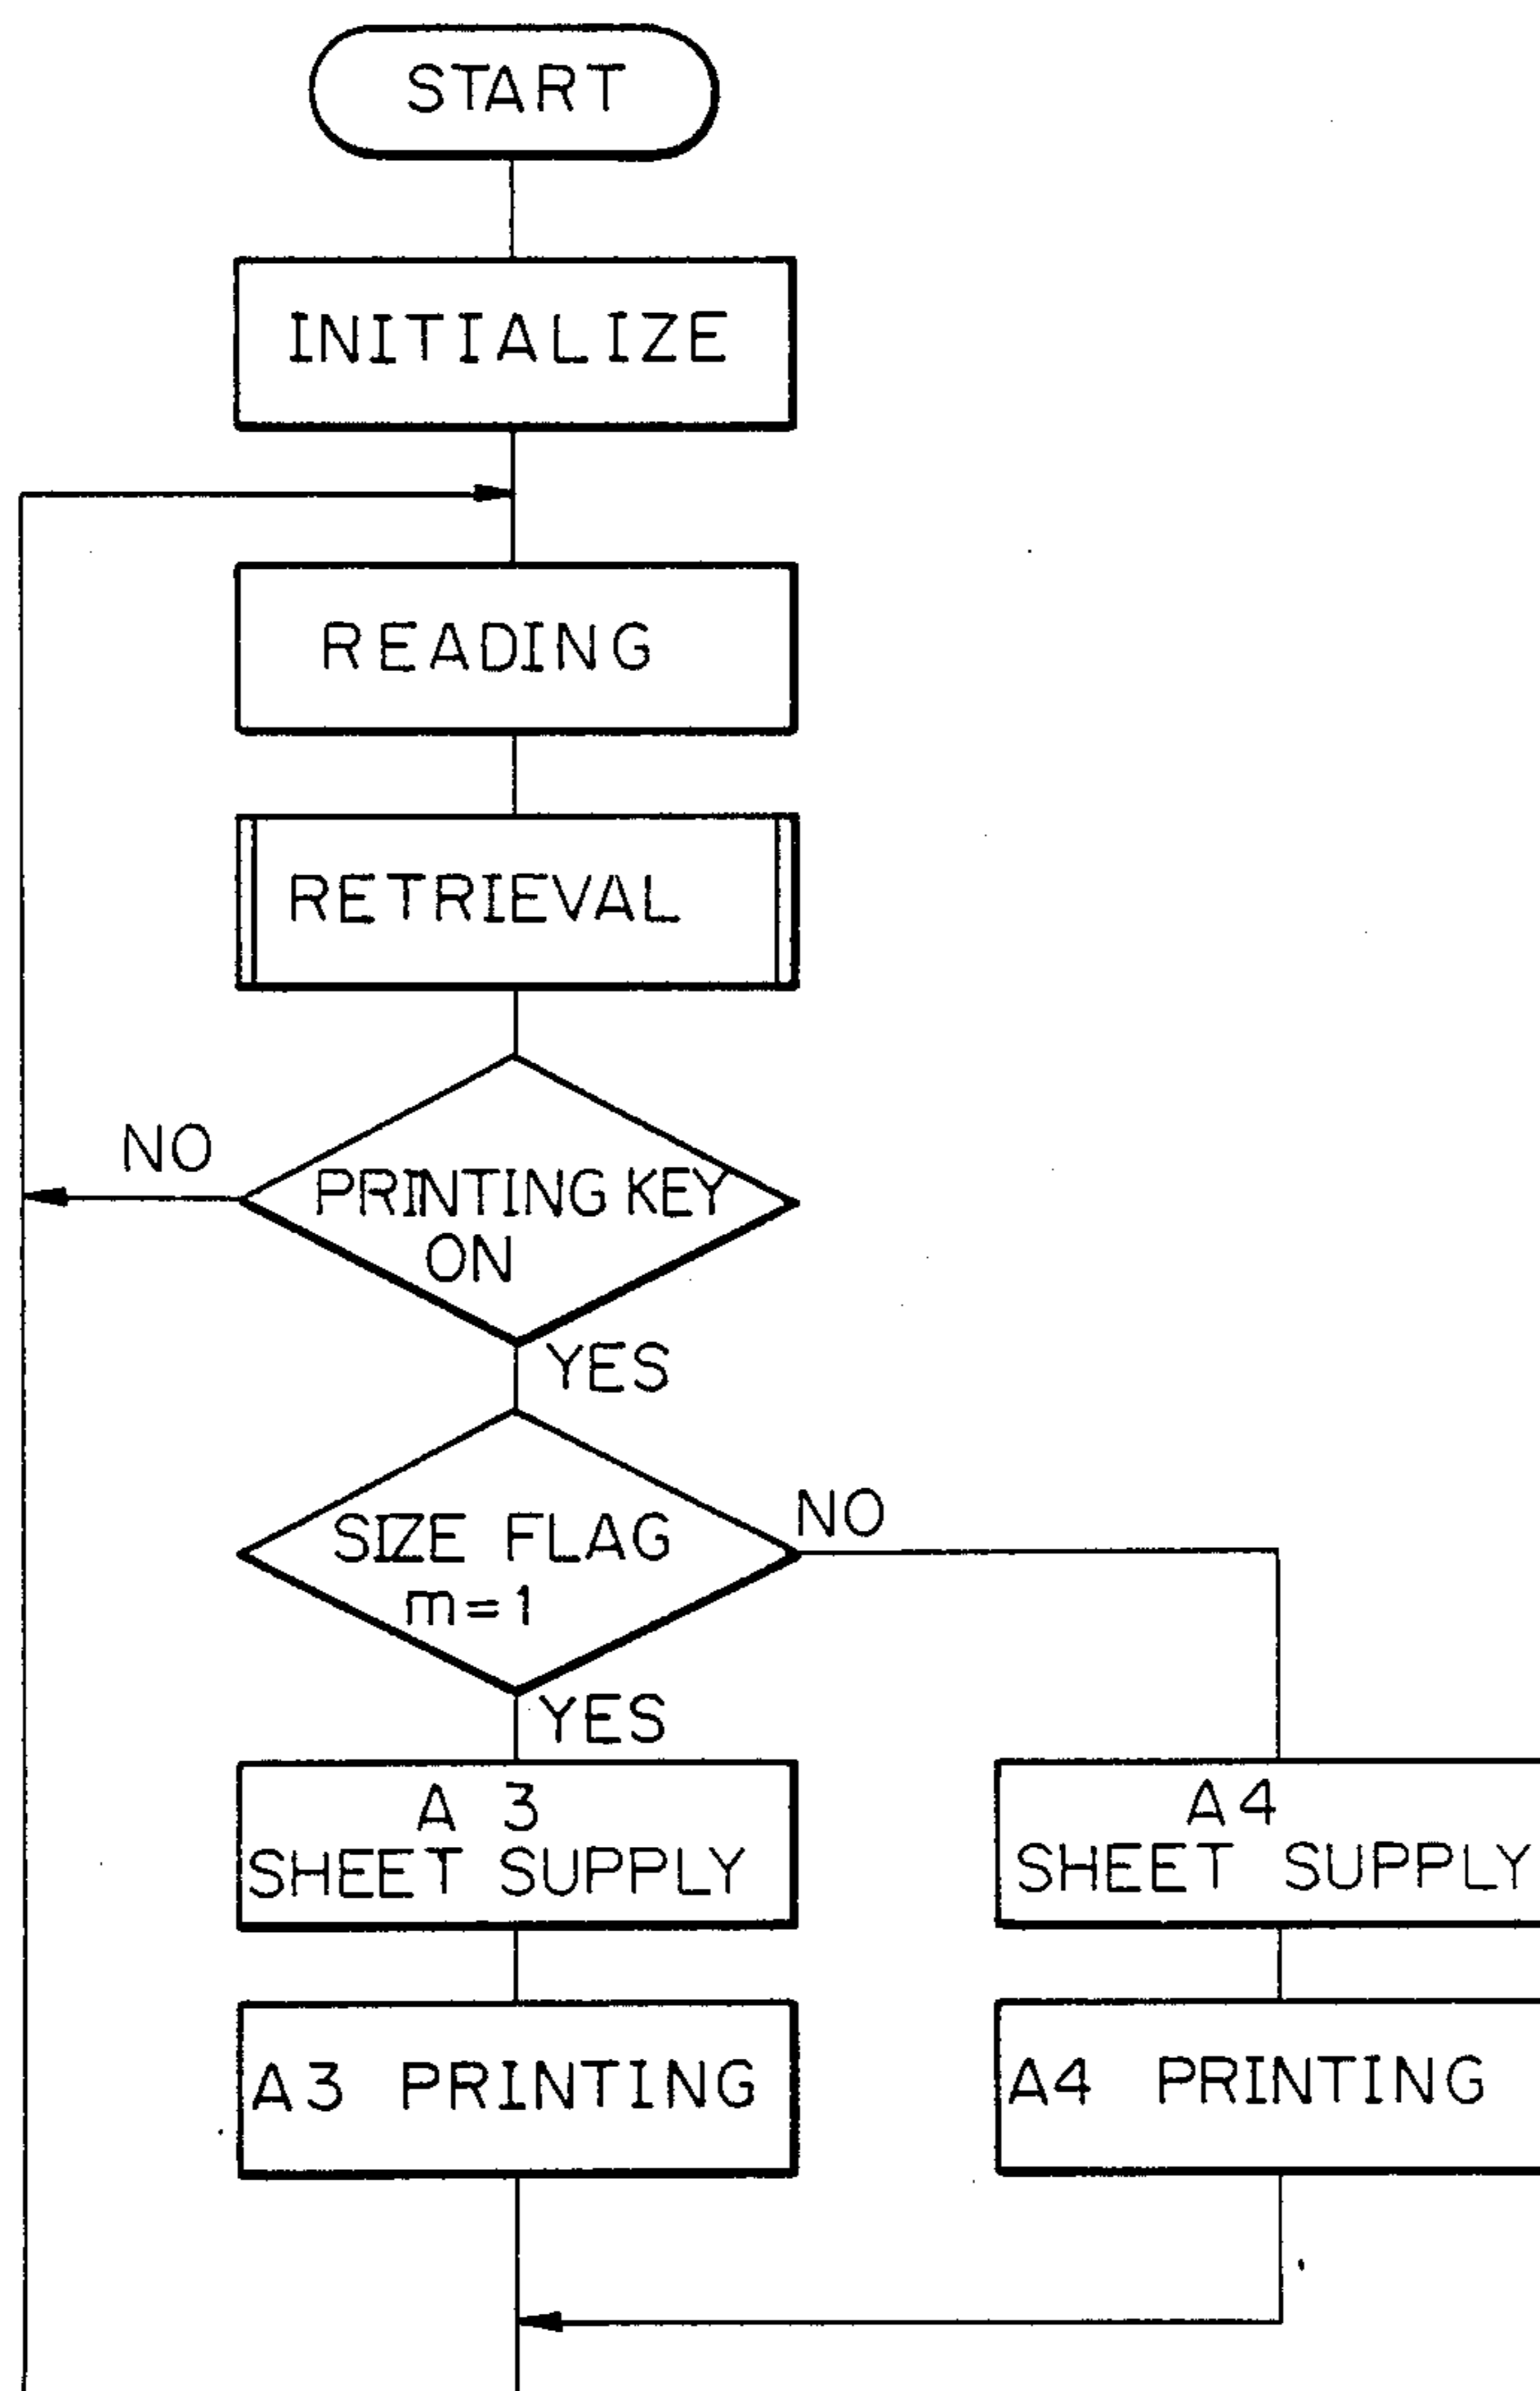 START
INITIALIZE
READING
RETRIEVAL
NO
PRINTING KEY
ON
YES
SIZE FLAG
m=1
NO
YES
A 3
SHEET SUPPLY
A4
SHEET SUPPLY
A3 PRINTING
A4 PRINTING